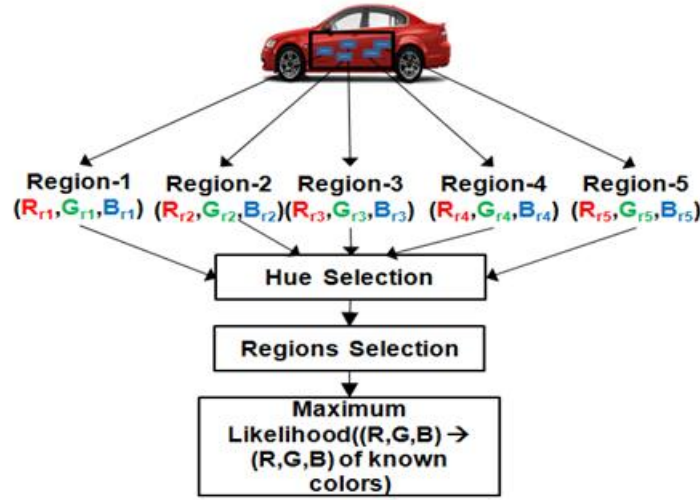 Region-1 Region-2 Region-3 Region-4 Region-5
(Rr1,Gr1,Br1) (Rr2,Gr2,Br2)(Rr3,Gr3,Br3) (Rr4,Gr4,Br4) (Rr5,Gr5,Br5)
Hue Selection
Regions Selection
Maximum
Likelihood((R,G,B) →
(R,G,B) of known
colors)